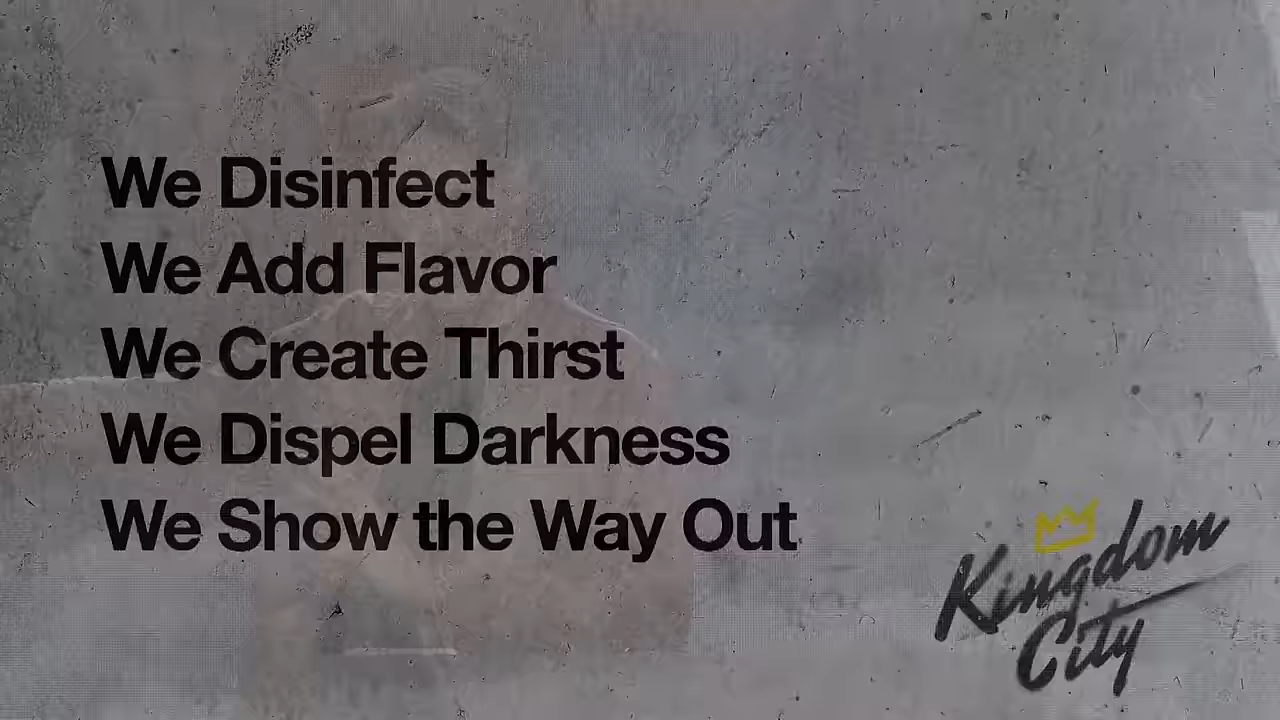 We Disinfect
We Add Flavor
We Create Thirst
We Dispel Darkness
We Show the Way Out
Kingdom
City